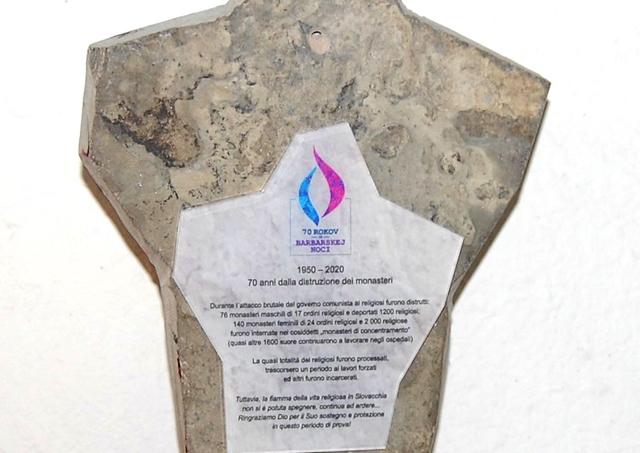 70 ROKOV
BARBARSKEJ
NOCI
1950 – 2020
70 anni dalla distruzione dei monasteri
Durante l'attacco brutale del governo comunista ai religiosi furono distrutti:
76 monasteri maschili di 17 ordini religiosi e deportati 1200 religiosi;
140 monasteri feminili di 24 ordini religiosi e 2 000 religiose
furono internate nei cosiddetti „monasteri di concentramento"
(quasi altre 1600 suore continuarono a lavorare negli ospedali)
La quasi totalità dei religiosi furono processati,
trascorsero un periodo ai lavori forzati
ed altri furono incarcerati.
Tuttavia, la fiamma della vita religiosa in Slovacchia
non si è potuta spegnere, continua ad ardere...
Ringraziamo Dio per il Suo sostegno e protezione
in questo periodo di prova!